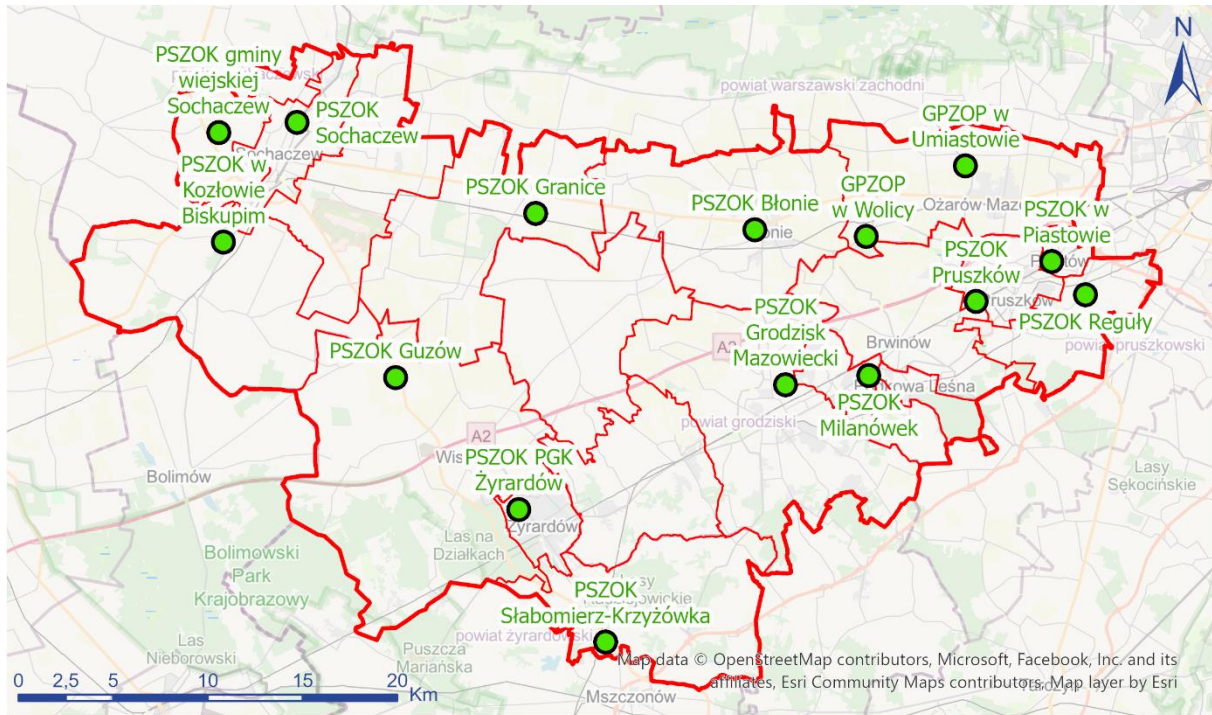 N
PSZOK gminy
wiejskiej
Sochaczew
PSZOK
Sochaczew
Sochaczew
powiat warszawski zachodni
GPZOP w
Umiastowie
PSZOK w
Kozłowie
Biskupim
PSZOK Granice
PSZOK Błonie
GPZOP
w Wolicy
Ożarów Maz
PSZOK w
Piastowie
PSZOK
Pruszków
Pruszków
PSZOK Reguły
powiat pruszkowski
PSZOK
Grodzisk
Mazowiecki
Brwinów
A2
PSZOK Guzów
PSZOK
Milanówek
powiat grodziski
A2
PSZOK PGK
Żyrardów
Żyrardów
Bolimów
Lasy
Sękocińskie
Las na
Działkach
Bolimowski
Park
Krajobrazowy
PSZOK
Słabomierz-Krzyżówka
powiat żyrardowski
Las
Nieborowski
Puszcza
Mariańska
Mszczonów
Map data © OpenStreetMap contributors, Microsoft, Facebook, Inc. and its
affiliates, Esri Community Maps contributors, Map layer by Esri
0 2,5 5 10 15 20
Km